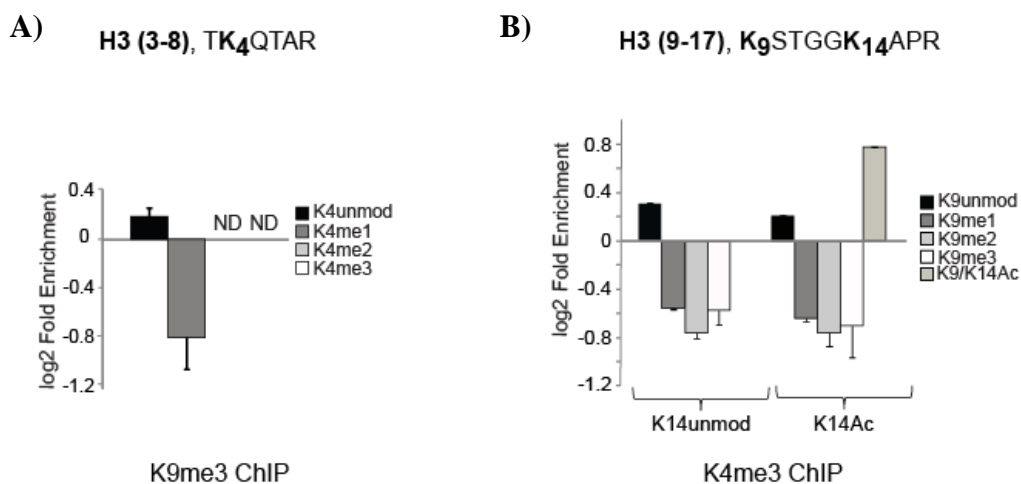 A)
H3 (3-8), TK4QTAR
log2 Fold Enrichment
0.4
0
-0.4
-0.8
-1.2
ND ND
K4unmod
K4me1
K4me2
K4me3
K9me3 ChIP
B)
H3 (9-17), K9STGGK14APR
log2 Fold Enrichment
0.8
0.4
0
-0.4
-0.8
-1.2
K9unmod
K9me1
K9me2
K9me3
K9/K14Ac
K14unmod
K14Ac
K4me3 ChIP